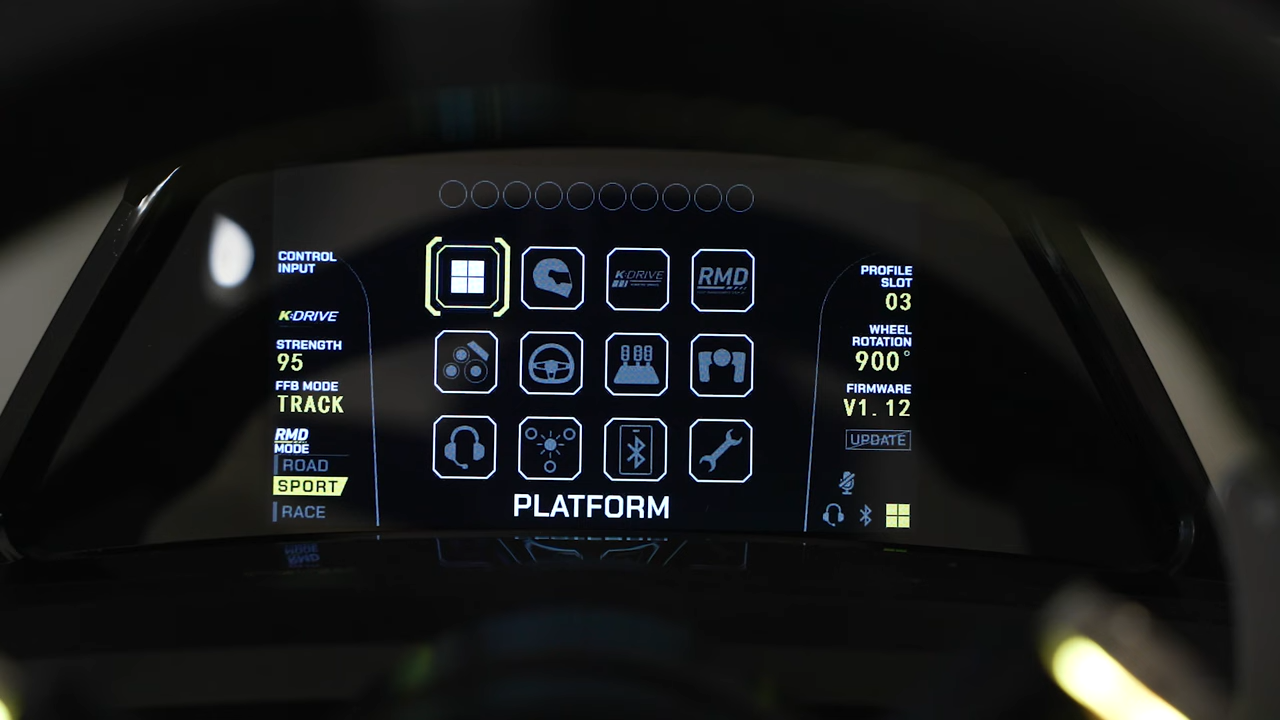 CONTROL
INPUT
K:DRIVE
STRENGTH
95
FFB MODE
TRACK
RMD
MODE
ROAD
SPORT
RACE
K:DRIVE
RMD
PLATFORM
PROFILE
SLOT
03
WHEEL
ROTATION
900°
FIRMWARE
V1.12
UPDATE